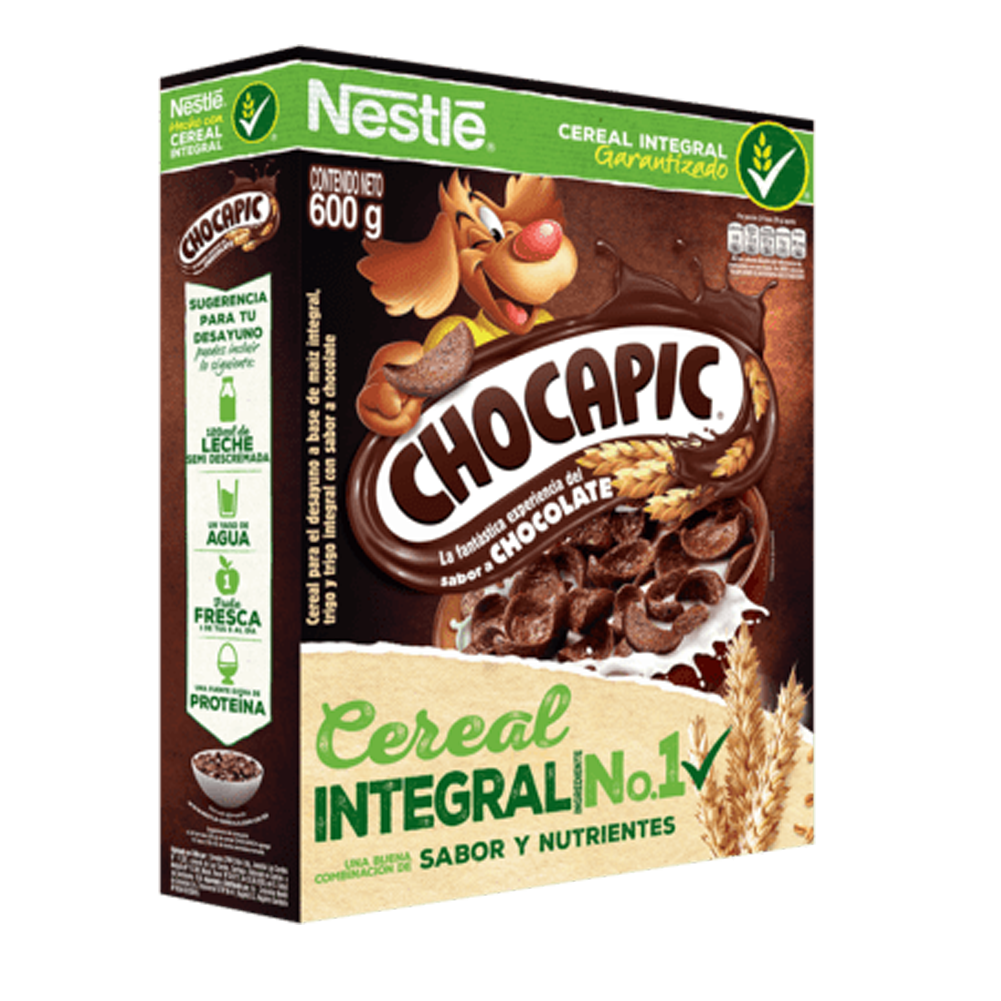 Nestlé
Hecho con
CEREAL
INTEGRAL
CHOCAPIC
SUGERENCIA
PARA TU
DESAYUNO
puedes incluir
lo siguiente:
LECHE
SEMI DESCREMADA
UN VASO DE
AGUA
1
Fruta
FRESCA
PROTEÍNA
Nestlé
CEREAL INTEGRAL
Garantizado
CONTENIDO NETO
600 g
Cereal para el desayuno a base de maíz integral,
trigo y trigo integral con sabor a chocolate
CHOCAPIC
La fantástica experiencia del
sabor a CHOCOLATE
Cereal
INTEGRAL INGREDIENTE No.1
UNA BUENA
COMBINACIÓN DE SABOR Y NUTRIENTES